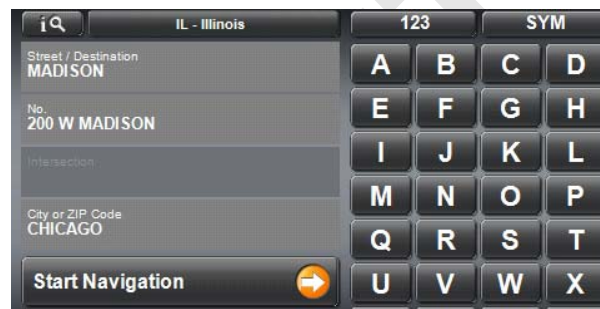 i IL - Illinois
Street / Destination
MADISON
No.
200 W MADISON
Intersection
City or ZIP Code
CHICAGO
Start Navigation
123 SYM
A B C D
E F G H
I J K L
M N O P
Q R S T
U V W X